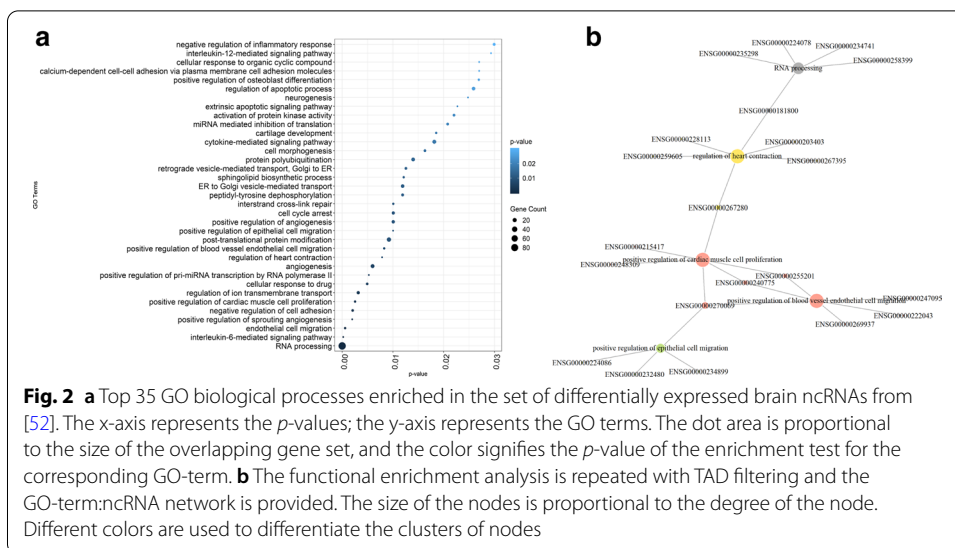 a
negative regulation of inflammatory response
interleukin-12-mediated signaling pathway
cellular response to organic cyclic compound
calcium-dependent cell-cell adhesion via plasma membrane cell adhesion molecules
positive regulation of osteoblast differentiation
regulation of apoptotic process
neurogenesis
extrinsic apoptotic signaling pathway
activation of protein kinase activity
miRNA mediated inhibition of translation
cartilage development
cytokine-mediated signaling pathway
cell morphogenesis
protein polyubiquitination
retrograde vesicle-mediated transport, Golgi to ER
sphingolipid biosynthetic process
ER to Golgi vesicle-mediated transport
peptidyl-tyrosine dephosphorylation
interstrand cross-link repair
cell cycle arrest
positive regulation of angiogenesis
positive regulation of epithelial cell migration
post-translational protein modification
positive regulation of blood vessel endothelial cell migration
regulation of heart contraction
angiogenesis
positive regulation of pri-miRNA transcription by RNA polymerase II
cellular response to drug
regulation of ion transmembrane transport
positive regulation of cardiac muscle cell proliferation
negative regulation of cell adhesion
positive regulation of sprouting angiogenesis
endothelial cell migration
interleukin-6-mediated signaling pathway
RNA processing
GO Terms
0.00 0.01 0.02 0.03
p-value
p-value
0.02
0.01
Gene Count
20
40
60
80
b
ENSG00000224078
ENSG00000234741
ENSG00000235298
ENSG00000258399
RNA processing
ENSG00000181800
ENSG00000228113
ENSG00000203403
regulation of heart contraction
ENSG00000259605
ENSG00000267395
ENSG00000267280
ENSG00000215417
positive regulation of cardiac muscle cell proliferation
ENSG00000248309
ENSG00000255201
ENSG00000240775
positive regulation of blood vessel endothelial cell migration
ENSG00000247095
ENSG00000270069
ENSG00000222043
ENSG00000269937
positive regulation of epithelial cell migration
ENSG00000224086
ENSG00000234899
ENSG00000232480
Fig. 2 a Top 35 GO biological processes enriched in the set of differentially expressed brain ncRNAs from
[52]. The x-axis represents the p-values; the y-axis represents the GO terms. The dot area is proportional
to the size of the overlapping gene set, and the color signifies the p-value of the enrichment test for the
corresponding GO-term. b The functional enrichment analysis is repeated with TAD filtering and the
GO-term:ncRNA network is provided. The size of the nodes is proportional to the degree of the node.
Different colors are used to differentiate the clusters of nodes